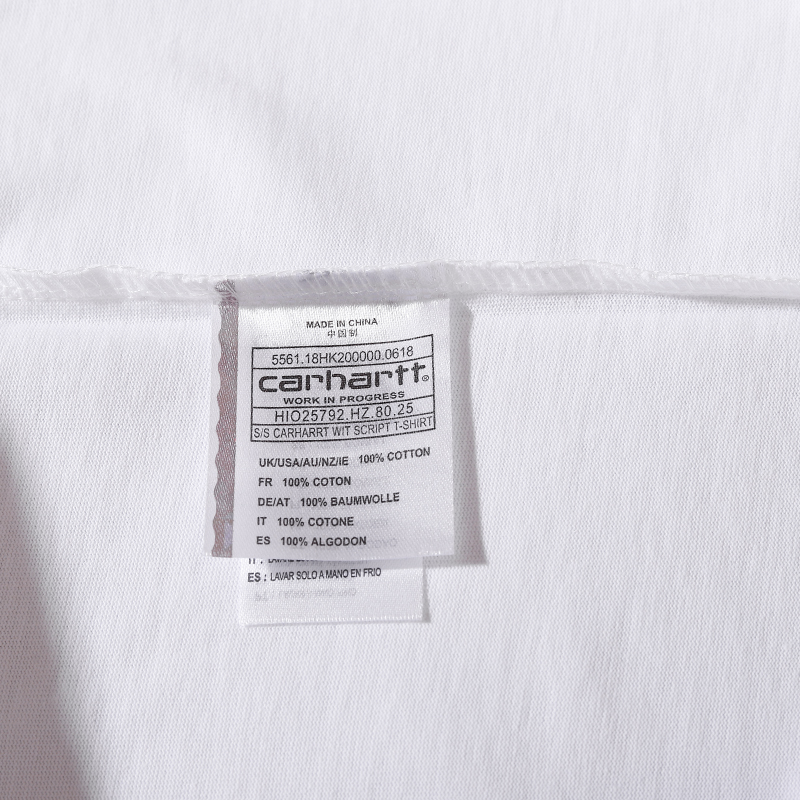 MADE IN CHINA
中国制
5561.18HK200000.0618
carhartt®
WORK IN PROGRESS
HIO25792.HZ.80.25
S/S CARHARRT WIT SCRIPT T-SHIRT
UK/USA/AU/NZ/IE 100% COTTON
FR 100% COTON
DE/AT 100% BAUMWOLLE
IT 100% COTONE
ES 100% ALGODON
IT :
ES : LAVAR SOLO A MANO EN FRIO